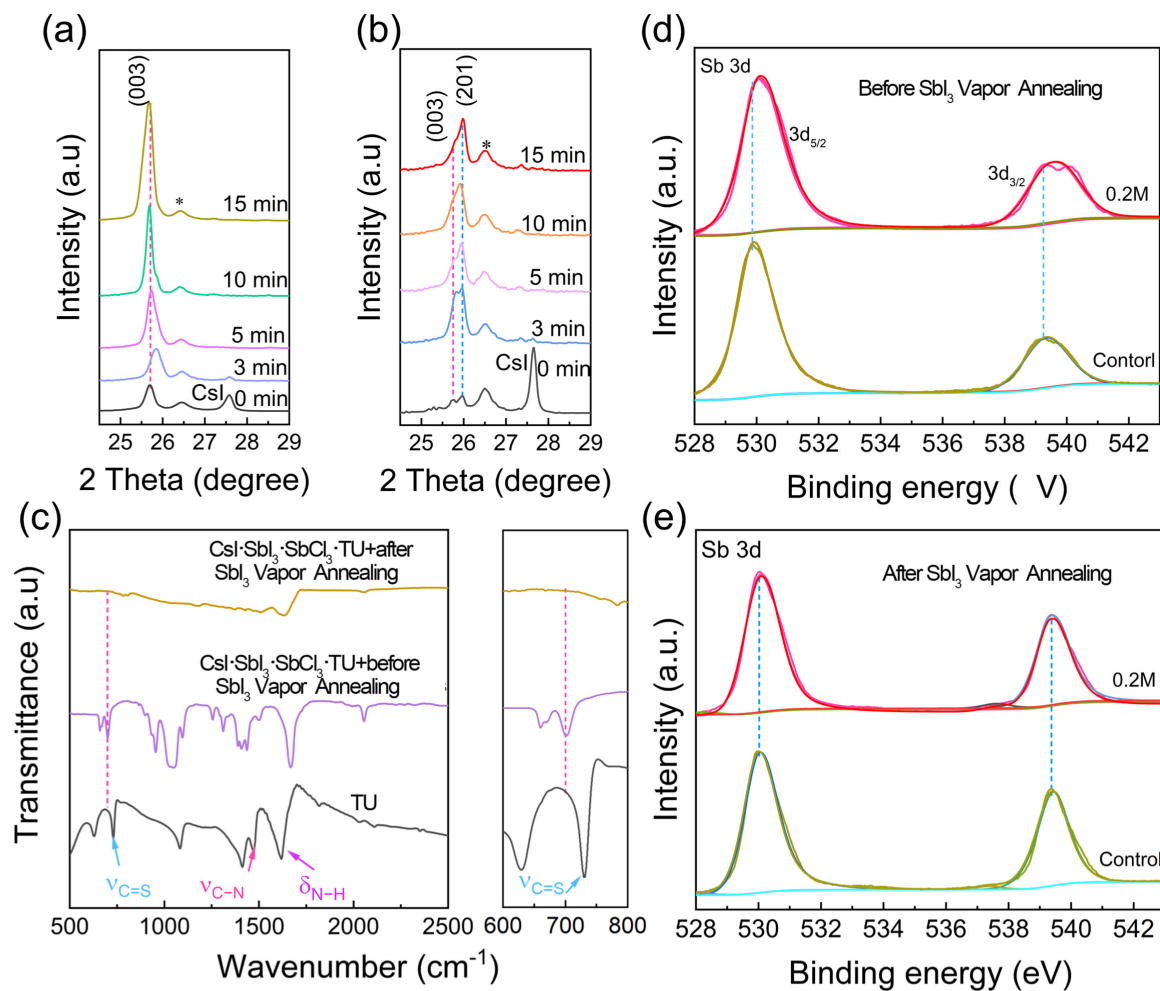 (a)
Intensity (a.u)
(003)
*
15 min
10 min
5 min
3 min
CsI
0 min
25 26 27 28 29
2 Theta (degree)
(b)
Intensity (a.u)
(003)
(201)
*
15 min
10 min
5 min
3 min
CsI
0 min
25 26 27 28 29
2 Theta (degree)
(c)
Transmittance (a.u)
CsI·SbI₃·SbCl₃·TU+after
SbI₃ Vapor Annealing
CsI·SbI₃·SbCl₃·TU+before
SbI₃ Vapor Annealing
TU
νC=S
νC−N
δN−H
500 1000 1500 2000 2500
νC=S
600 700 800
Wavenumber (cm⁻¹)
(d)
Intensity (a.u.)
Sb 3d
Before SbI₃ Vapor Annealing
3d₅/₂
3d₃/₂
0.2M
Contorl
528 530 532 534 536 538 540 542
Binding energy ( V)
(e)
Intensity (a.u.)
Sb 3d
After SbI₃ Vapor Annealing
0.2M
Control
528 530 532 534 536 538 540 542
Binding energy (eV)